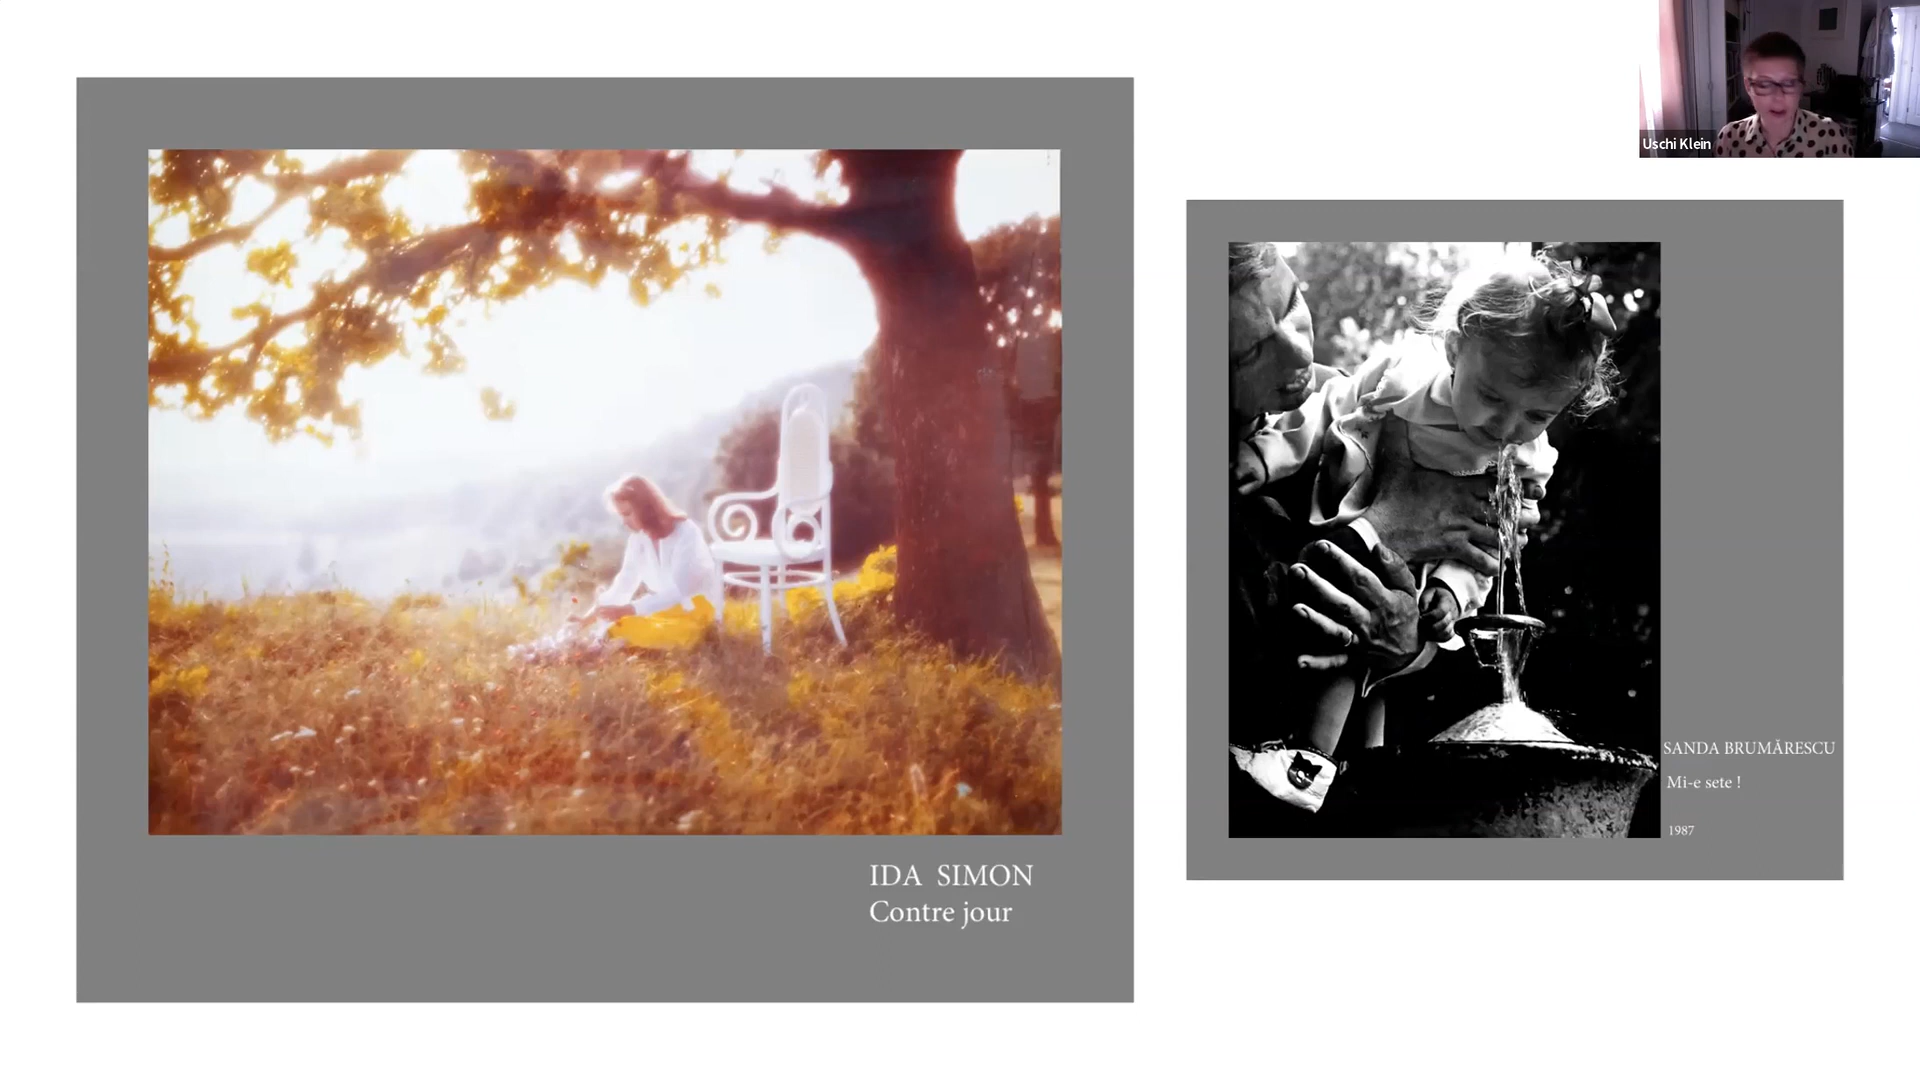 Uschi Klein
IDA SIMON
Contre jour
SANDA BRUMĂRESCU
Mi-e sete !
1987